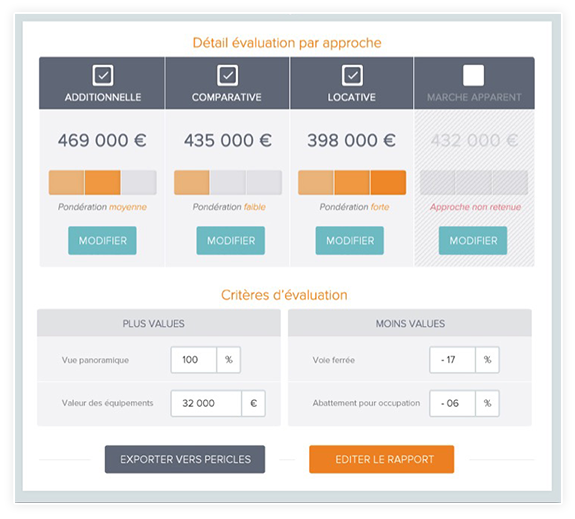 Détail évaluation par approche
ADDITIONNELLE
COMPARATIVE
LOCATIVE
MARCHE APPARENT
469 000 €
435 000 €
398 000 €
432 000 €
Pondération moyenne
Pondération faible
Pondération forte
Approche non retenue
MODIFIER
MODIFIER
MODIFIER
MODIFIER
Critères d'évaluation
PLUS VALUES
MOINS VALUES
Vue panoramique 100 %
Voie ferrée - 17 %
Valeur des équipements 32 000 €
Abattement pour occupation - 06 %
EXPORTER VERS PERICLES
EDITER LE RAPPORT